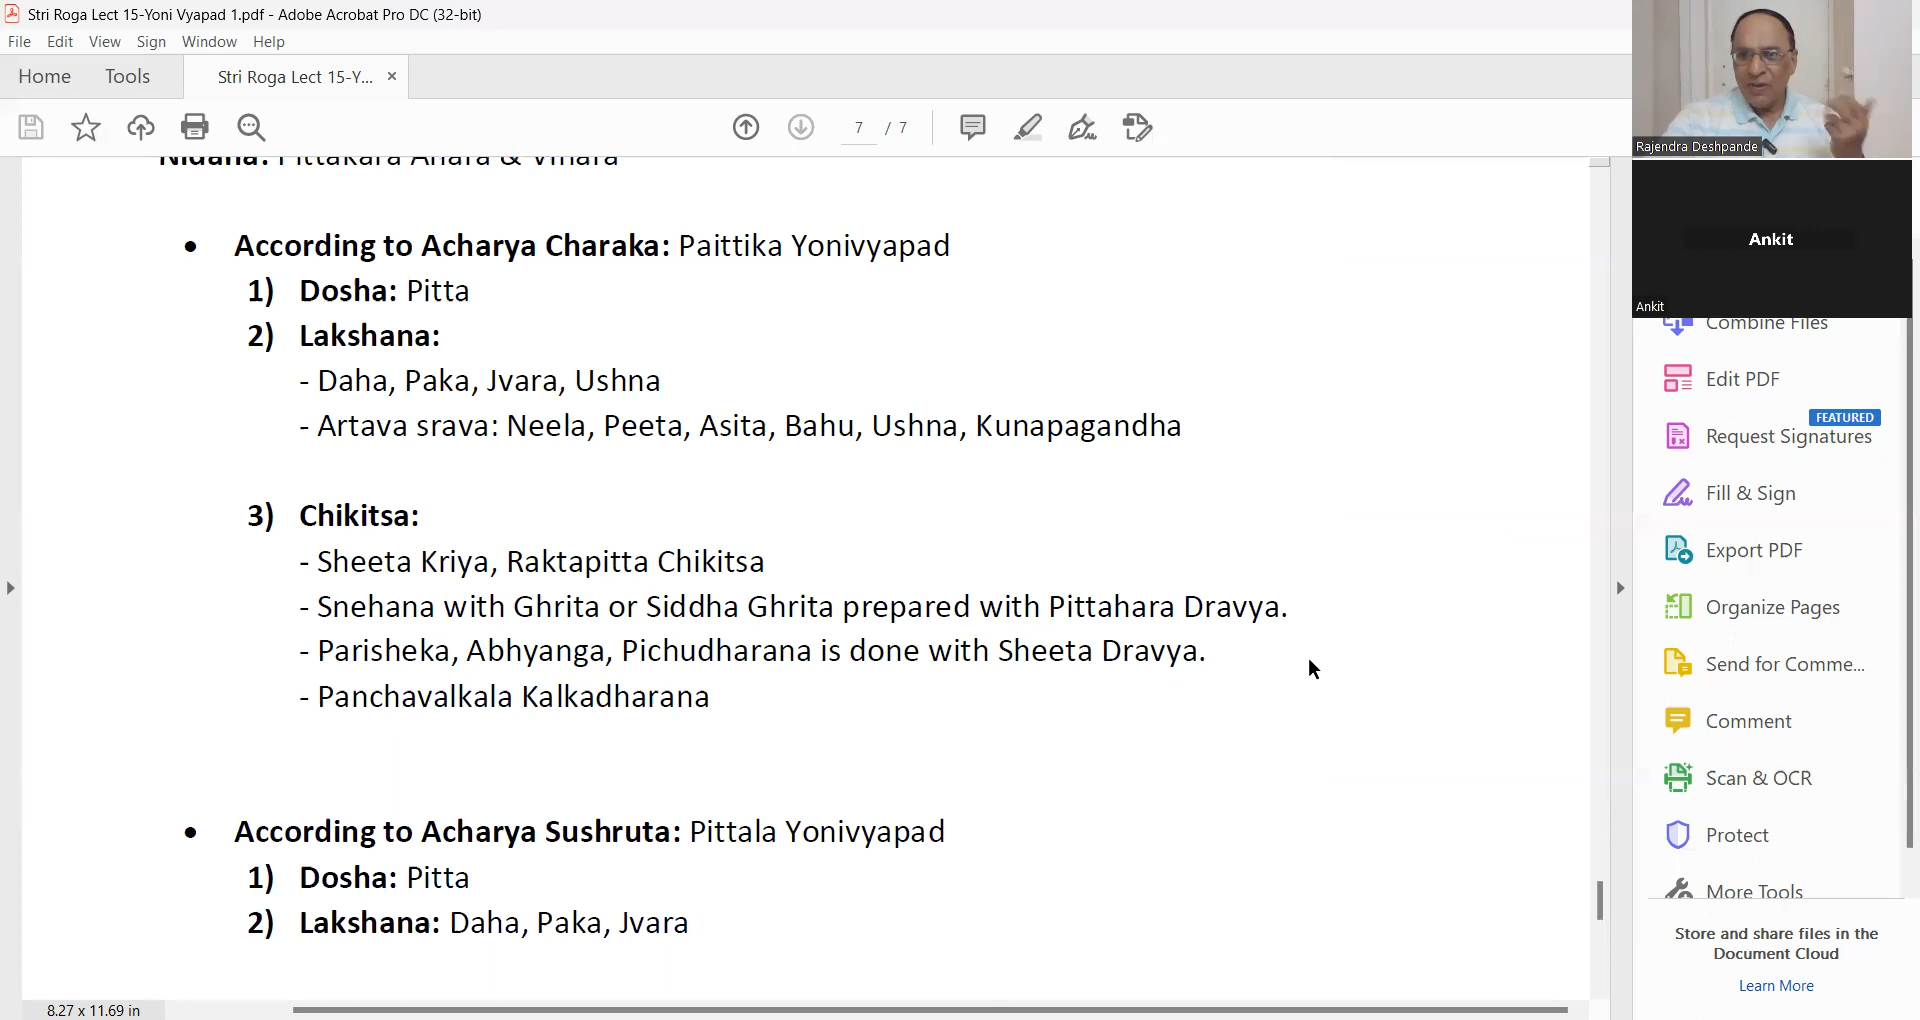 Stri Roga Lect 15-Yoni Vyapad 1.pdf - Adobe Acrobat Pro DC (32-bit)
File Edit View Sign Window Help
Home Tools Stri Roga Lect 15-Y... ×
7 / 7
Rajendra Deshpande
Nidana: Pittakara Ahara & Vihara
• According to Acharya Charaka: Paittika Yonivyapad
1) Dosha: Pitta
2) Lakshana:
- Daha, Paka, Jvara, Ushna
- Artava srava: Neela, Peeta, Asita, Bahu, Ushna, Kunapagandha
3) Chikitsa:
- Sheeta Kriya, Raktapitta Chikitsa
- Snehana with Ghrita or Siddha Ghrita prepared with Pittahara Dravya.
- Parisheka, Abhyanga, Pichudharana is done with Sheeta Dravya.
- Panchavalkala Kalkadharana
• According to Acharya Sushruta: Pittala Yonivyapad
1) Dosha: Pitta
2) Lakshana: Daha, Paka, Jvara
8.27 x 11.69 in
Ankit
Ankit
Combine Files
Edit PDF
FEATURED
Request Signatures
Fill & Sign
Export PDF
Organize Pages
Send for Comme...
Comment
Scan & OCR
Protect
More Tools
Store and share files in the
Document Cloud
Learn More